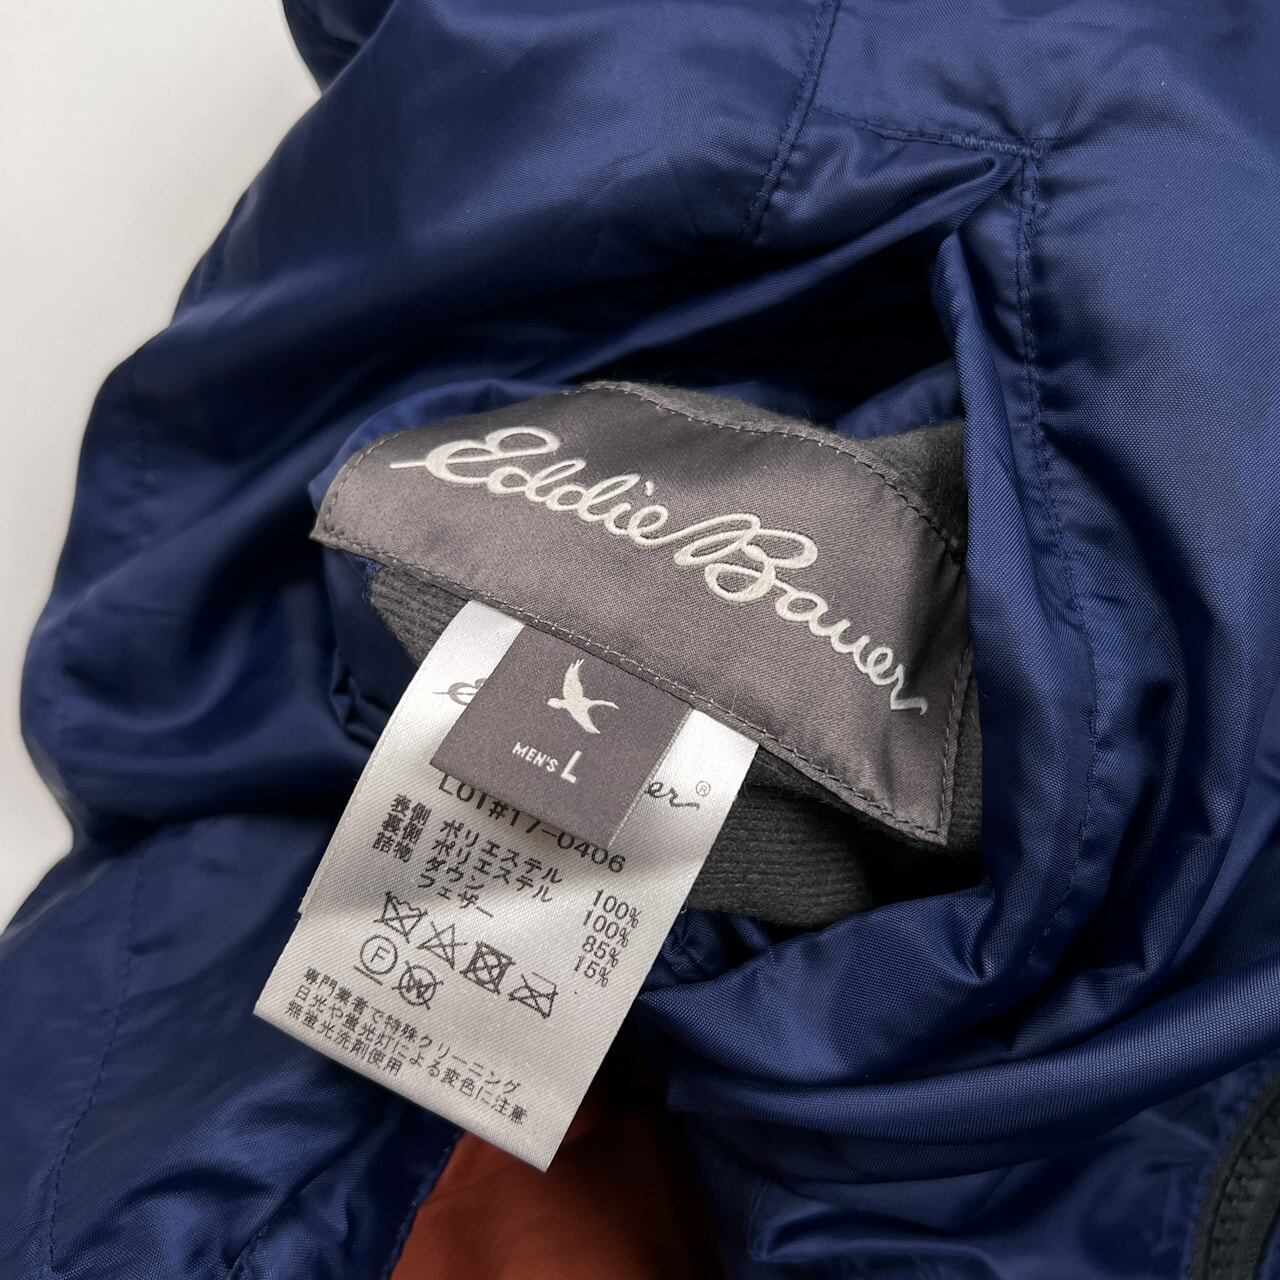 Eddie Bauer
MEN'S L
er®
LOT#17-0406
表側 ポリエステル 100%
裏側 ポリエステル 100%
詰物 ダウン 85%
フェザー 15%
F
W
専門業者で特殊クリーニング
日光や蛍光灯による変色に注意
無蛍光洗剤使用